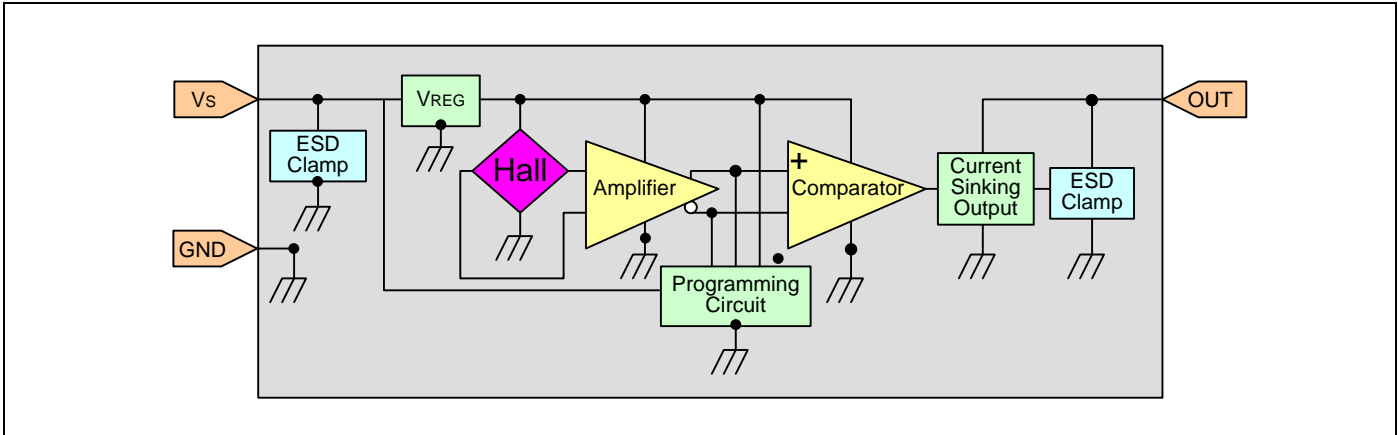 Vs
VREG
OUT
ESD
Clamp
Hall
Amplifier
+
Comparator
Current
Sinking
Output
ESD
Clamp
GND
Programming
Circuit